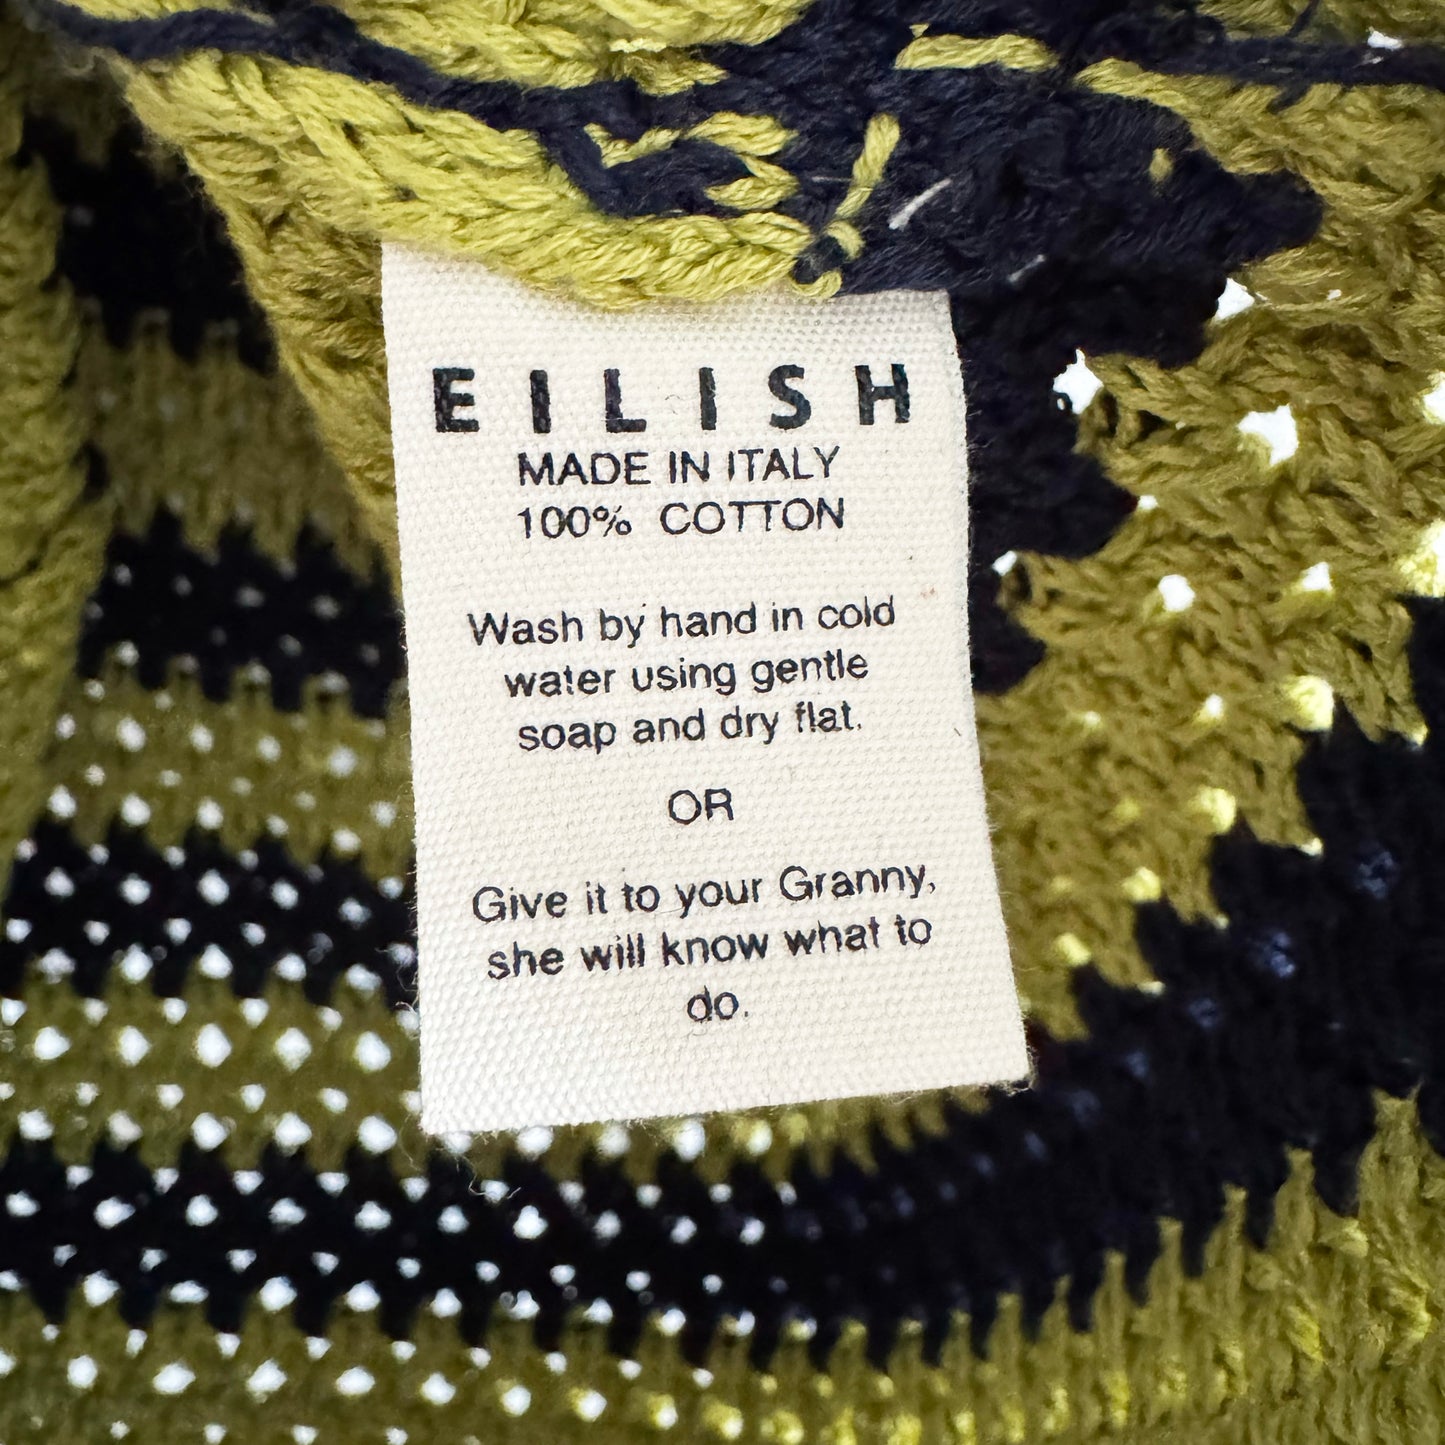 EILISH
MADE IN ITALY
100% COTTON
Wash by hand in cold
water using gentle
soap and dry flat.
OR
Give it to your Granny,
she will know what to
do.